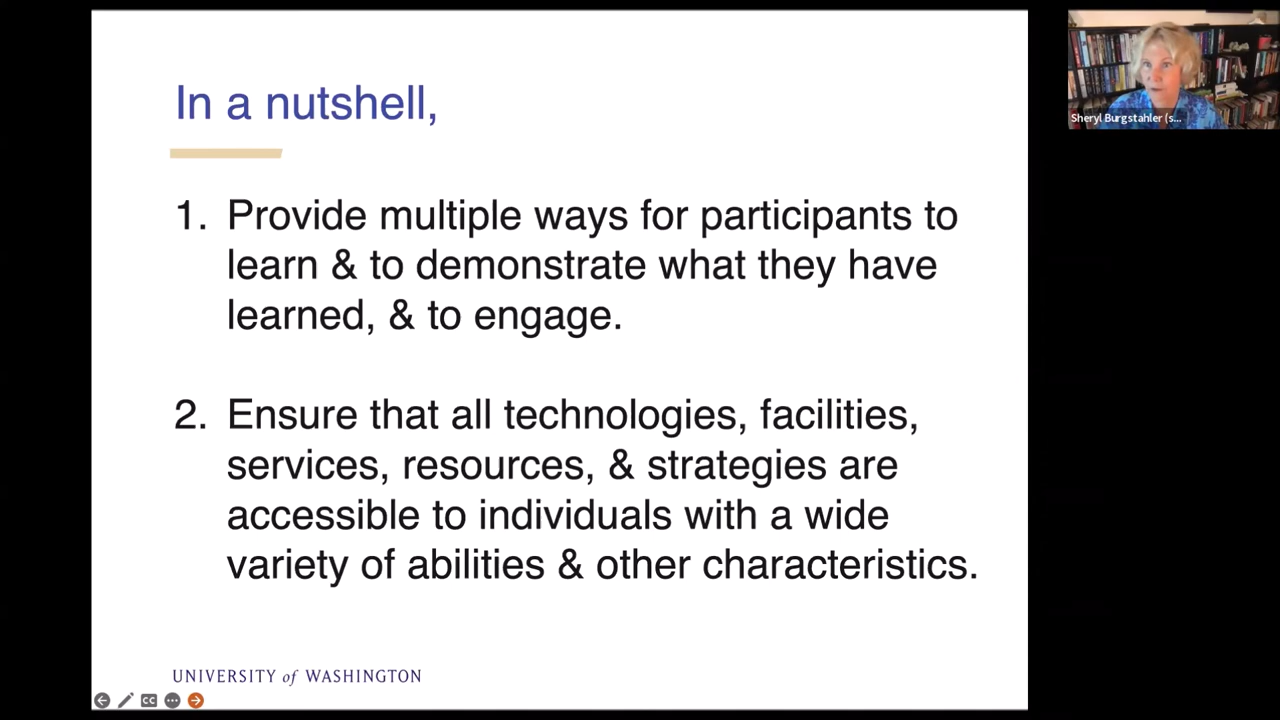 In a nutshell,
1. Provide multiple ways for participants to
learn & to demonstrate what they have
learned, & to engage.
2. Ensure that all technologies, facilities,
services, resources, & strategies are
accessible to individuals with a wide
variety of abilities & other characteristics.
UNIVERSITY of WASHINGTON
CC
Sheryl Burgstahler (s...